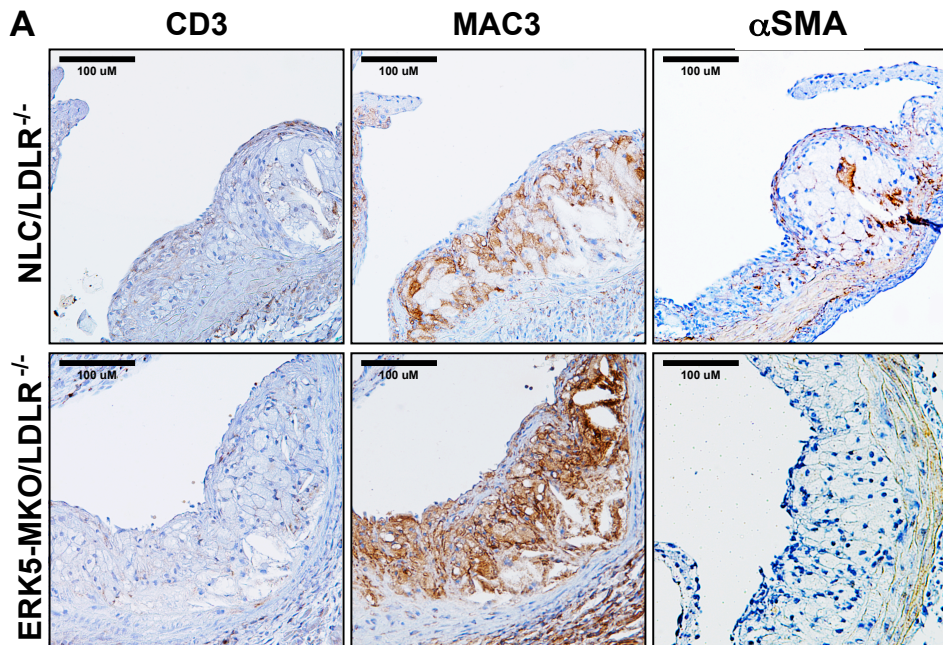 A
CD3 MAC3 αSMA
NLC/LDLR-/-
100 uM 100 uM 100 uM
ERK5-MKO/LDLR-/-
100 uM 100 uM 100 uM